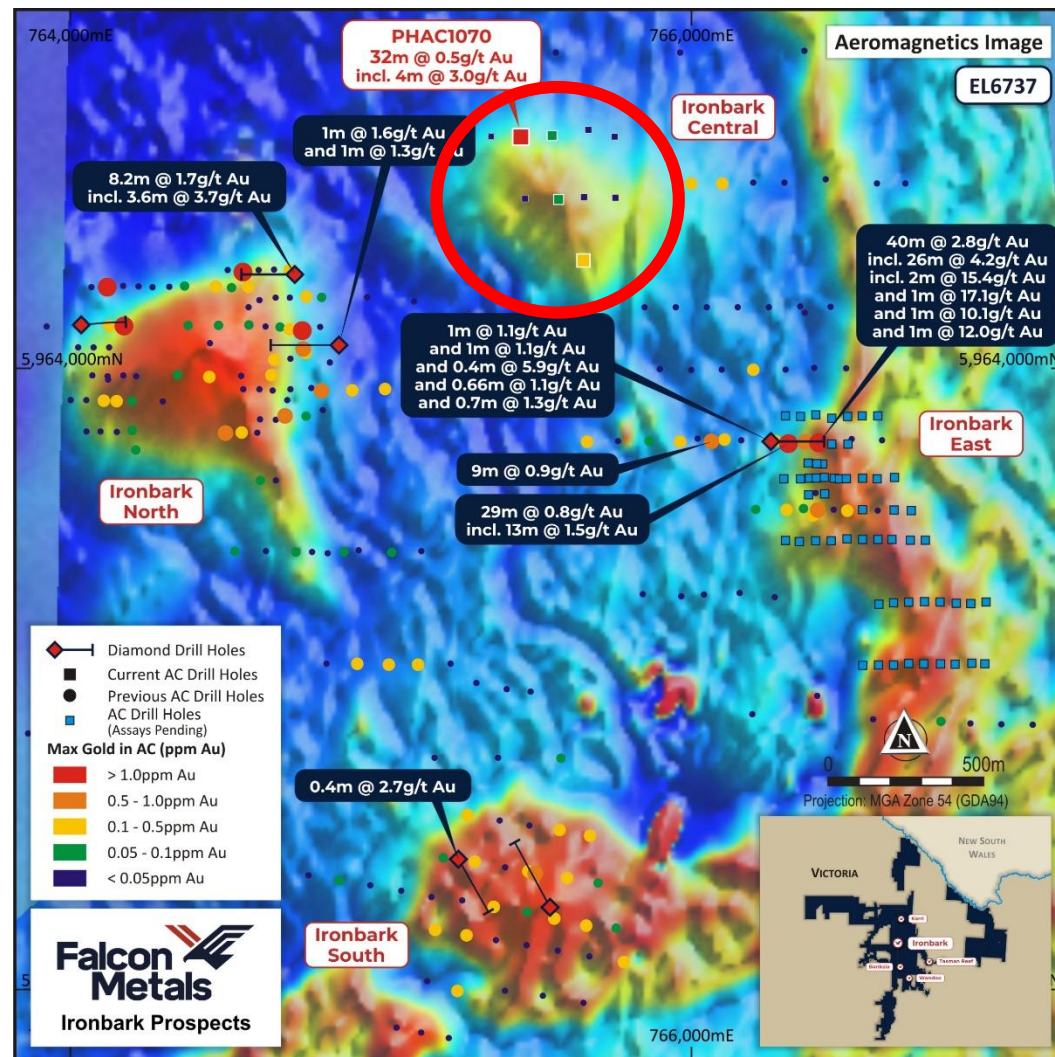 764,000mE
766,000mE
Aeromagnetics Image
EL6737
PHAC1070
32m @ 0.5g/t Au
incl. 4m @ 3.0g/t Au
Ironbark
Central
1m @ 1.6g/t Au
and 1m @ 1.3g/t Au
8.2m @ 1.7g/t Au
incl. 3.6m @ 3.7g/t Au
40m @ 2.8g/t Au
incl. 26m @ 4.2g/t Au
incl. 2m @ 15.4g/t Au
and 1m @ 17.1g/t Au
and 1m @ 10.1g/t Au
and 1m @ 12.0g/t Au
1m @ 1.1g/t Au
and 1m @ 1.1g/t Au
and 0.4m @ 5.9g/t Au
and 0.66m @ 1.1g/t Au
and 0.7m @ 1.3g/t Au
5,964,000mN
5,964,000mN
Ironbark
East
9m @ 0.9g/t Au
Ironbark
North
29m @ 0.8g/t Au
incl. 13m @ 1.5g/t Au
Diamond Drill Holes
Current AC Drill Holes
Previous AC Drill Holes
AC Drill Holes
(Assays Pending)
Max Gold in AC (ppm Au)
> 1.0ppm Au
0.5 - 1.0ppm Au
0.1 - 0.5ppm Au
0.05 - 0.1ppm Au
< 0.05ppm Au
N
0 500m
Projection: MGA Zone 54 (GDA94)
0.4m @ 2.7g/t Au
Ironbark
South
NEW SOUTH
WALES
VICTORIA
Karri
Ironbark
Tasman Reef
Wandoo
Falcon
Metals
Ironbark Prospects
766,000mE